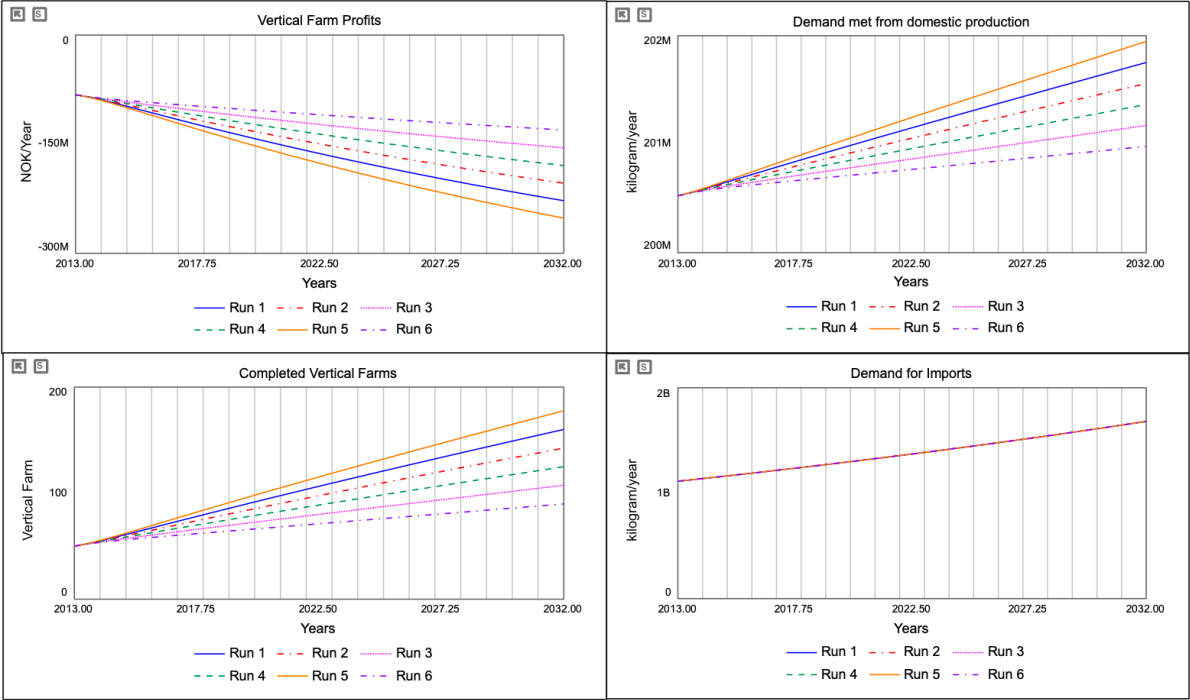 S
Vertical Farm Profits
0
-150M
-300M
NOK/Year
2013.00 2017.75 2022.50 2027.25 2032.00
Years
Run 1 Run 2 Run 3
Run 4 Run 5 Run 6
S
Demand met from domestic production
202M
201M
200M
kilogram/year
2013.00 2017.75 2022.50 2027.25 2032.00
Years
Run 1 Run 2 Run 3
Run 4 Run 5 Run 6
S
Completed Vertical Farms
200
100
0
Vertical Farm
2013.00 2017.75 2022.50 2027.25 2032.00
Years
Run 1 Run 2 Run 3
Run 4 Run 5 Run 6
S
Demand for Imports
2B
1B
0
kilogram/year
2013.00 2017.75 2022.50 2027.25 2032.00
Years
Run 1 Run 2 Run 3
Run 4 Run 5 Run 6